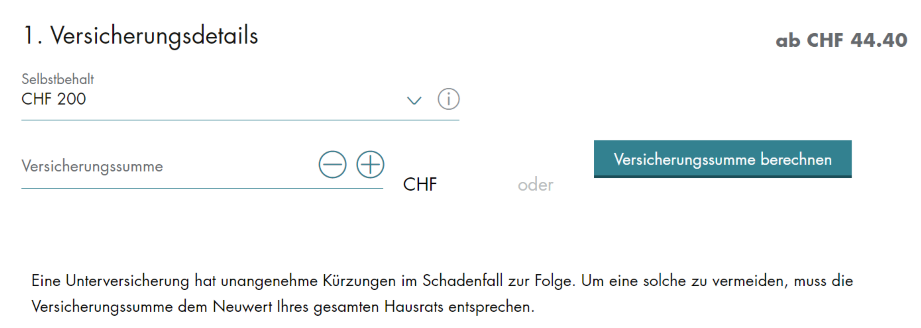 1. Versicherungsdetails
ab CHF 44.40
Selbstbehalt
CHF 200
Versicherungssumme
CHF
oder
Versicherungssumme berechnen
Eine Unterversicherung hat unangenehme Kürzungen im Schadenfall zur Folge. Um eine solche zu vermeiden, muss die
Versicherungssumme dem Neuwert Ihres gesamten Hausrats entsprechen.